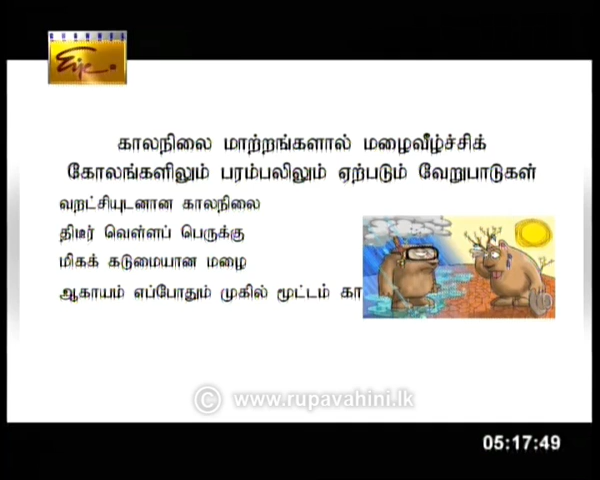 காலநிலை மாற்றங்களால் மழைவீழ்ச்சிக்
கோலங்களிலும் பரம்பலிலும் ஏற்படும் வேறுபாடுகள்
வறட்சியுடனான காலநிலை
திடீர் வெள்ளப் பெருக்கு
மிகக் கடுமையான மழை
ஆகாயம் எப்போதும் முகில் மூட்டம் கா
© www.rupavahini.lk
05:17:49